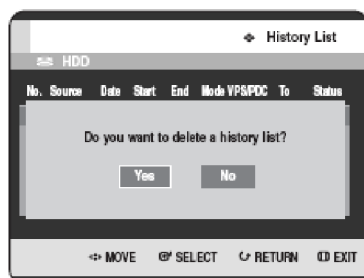 History List
HDD
No. Source Date Start End Mode VPS/PDC To Status
Do you want to delete a history list?
Yes No
MOVE SELECT RETURN EXIT